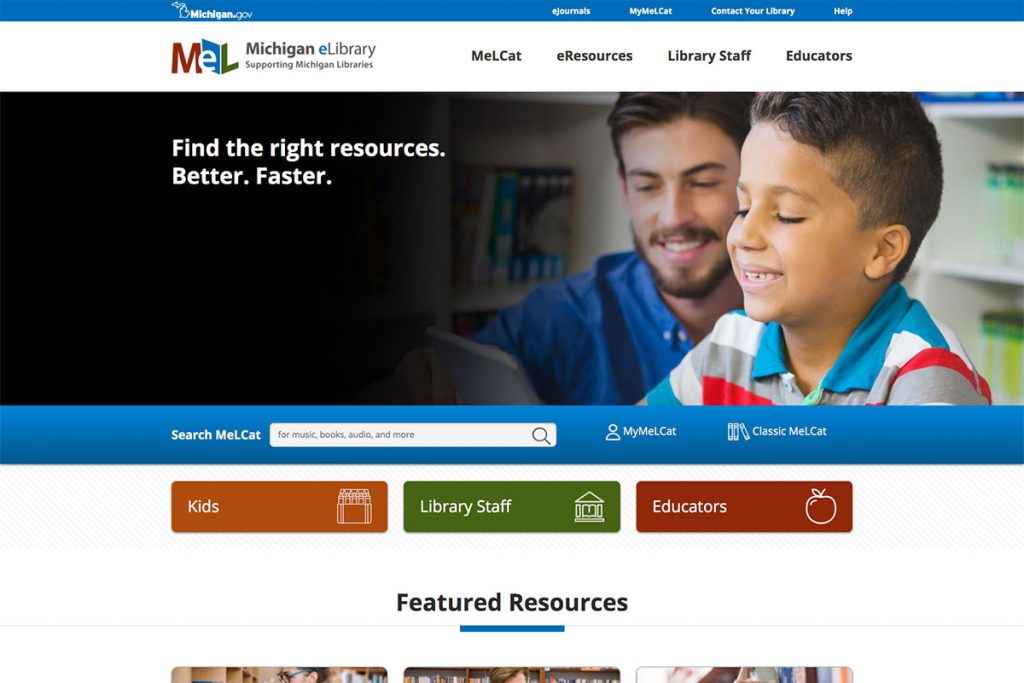 Michigan.gov
eJournals
MyMeLCat
Contact Your Library
Help
MeL
Michigan eLibrary
Supporting Michigan Libraries
MeLCat
eResources
Library Staff
Educators
Find the right resources.
Better. Faster.
Search MeLCat
for music, books, audio, and more
MyMeLCat
Classic MeLCat
Kids
Library Staff
Educators
Featured Resources